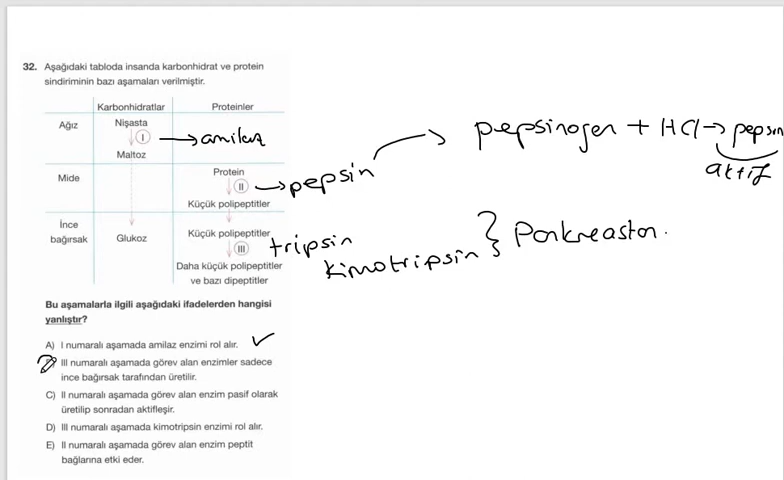 32. Aşağıdaki tabloda insanda karbonhidrat ve protein
sindiriminin bazı aşamaları verilmiştir.
Karbonhidratlar Proteinler
Ağız Nişasta
I → amilaz
Maltoz
pepsinojen + HCl → pepsin
aktif
Mide Protein
II → pepsin
Küçük polipeptitler
İnce
bağırsak Glukoz Küçük polipeptitler
III tripsin
kimotripsin } Pankreastan.
Daha küçük polipeptitler
ve bazı dipeptitler
Bu aşamalarla ilgili aşağıdaki ifadelerden hangisi
yanlıştır?
A) I numaralı aşamada amilaz enzimi rol alır.
III numaralı aşamada görev alan enzimler sadece
ince bağırsak tarafından üretilir.
C) II numaralı aşamada görev alan enzim pasif olarak
üretilip sonradan aktifleşir.
D) III numaralı aşamada kimotripsin enzimi rol alır.
E) II numaralı aşamada görev alan enzim peptit
bağlarına etki eder.